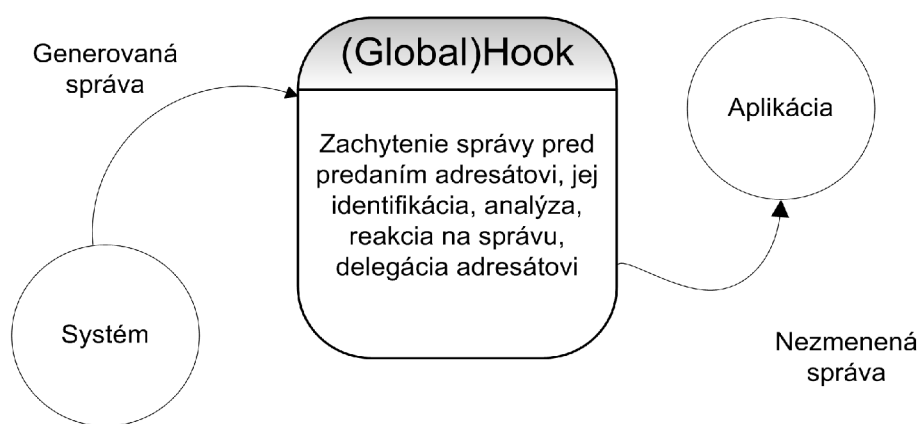 Generovaná
správa
(Global)Hook
Zachytenie správy pred
predaním adresátovi, jej
identifikácia, analýza,
reakcia na správu,
delegácia adresátovi
Aplikácia
Systém
Nezmenená
správa